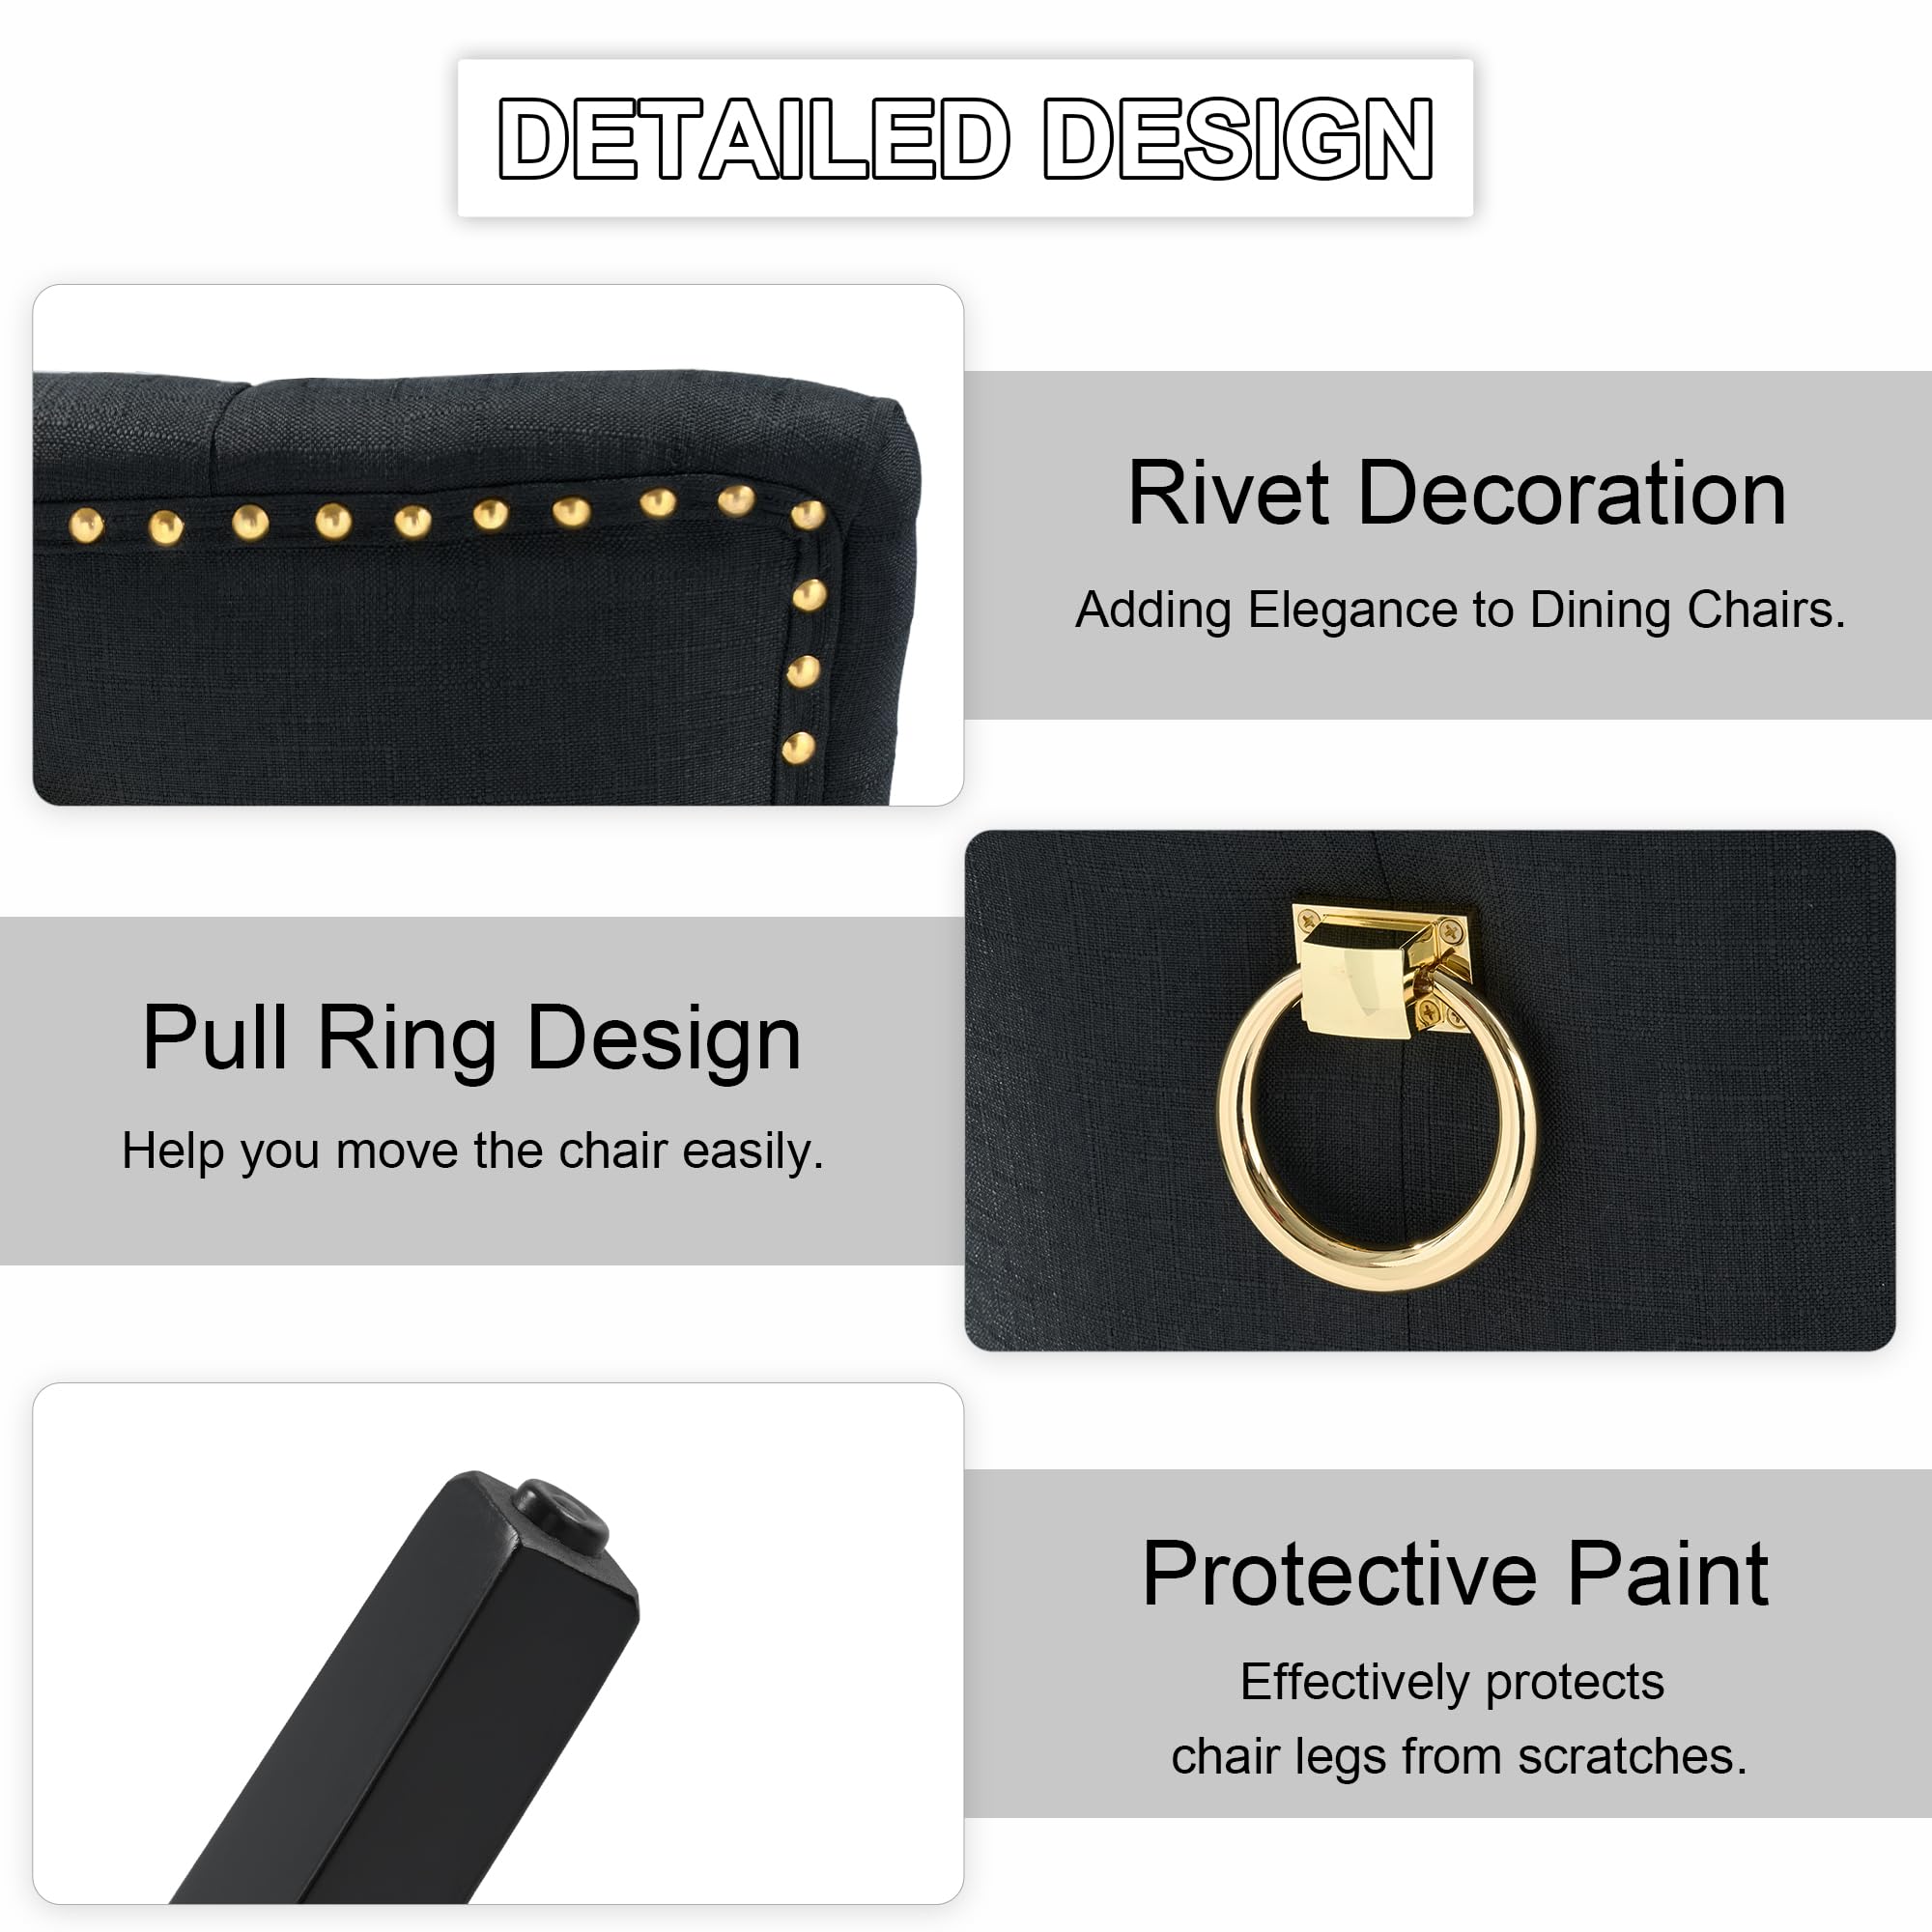 DETAILED DESIGN
Rivet Decoration
Adding Elegance to Dining Chairs.
Pull Ring Design
Help you move the chair easily.
Protective Paint
Effectively protects
chair legs from scratches.